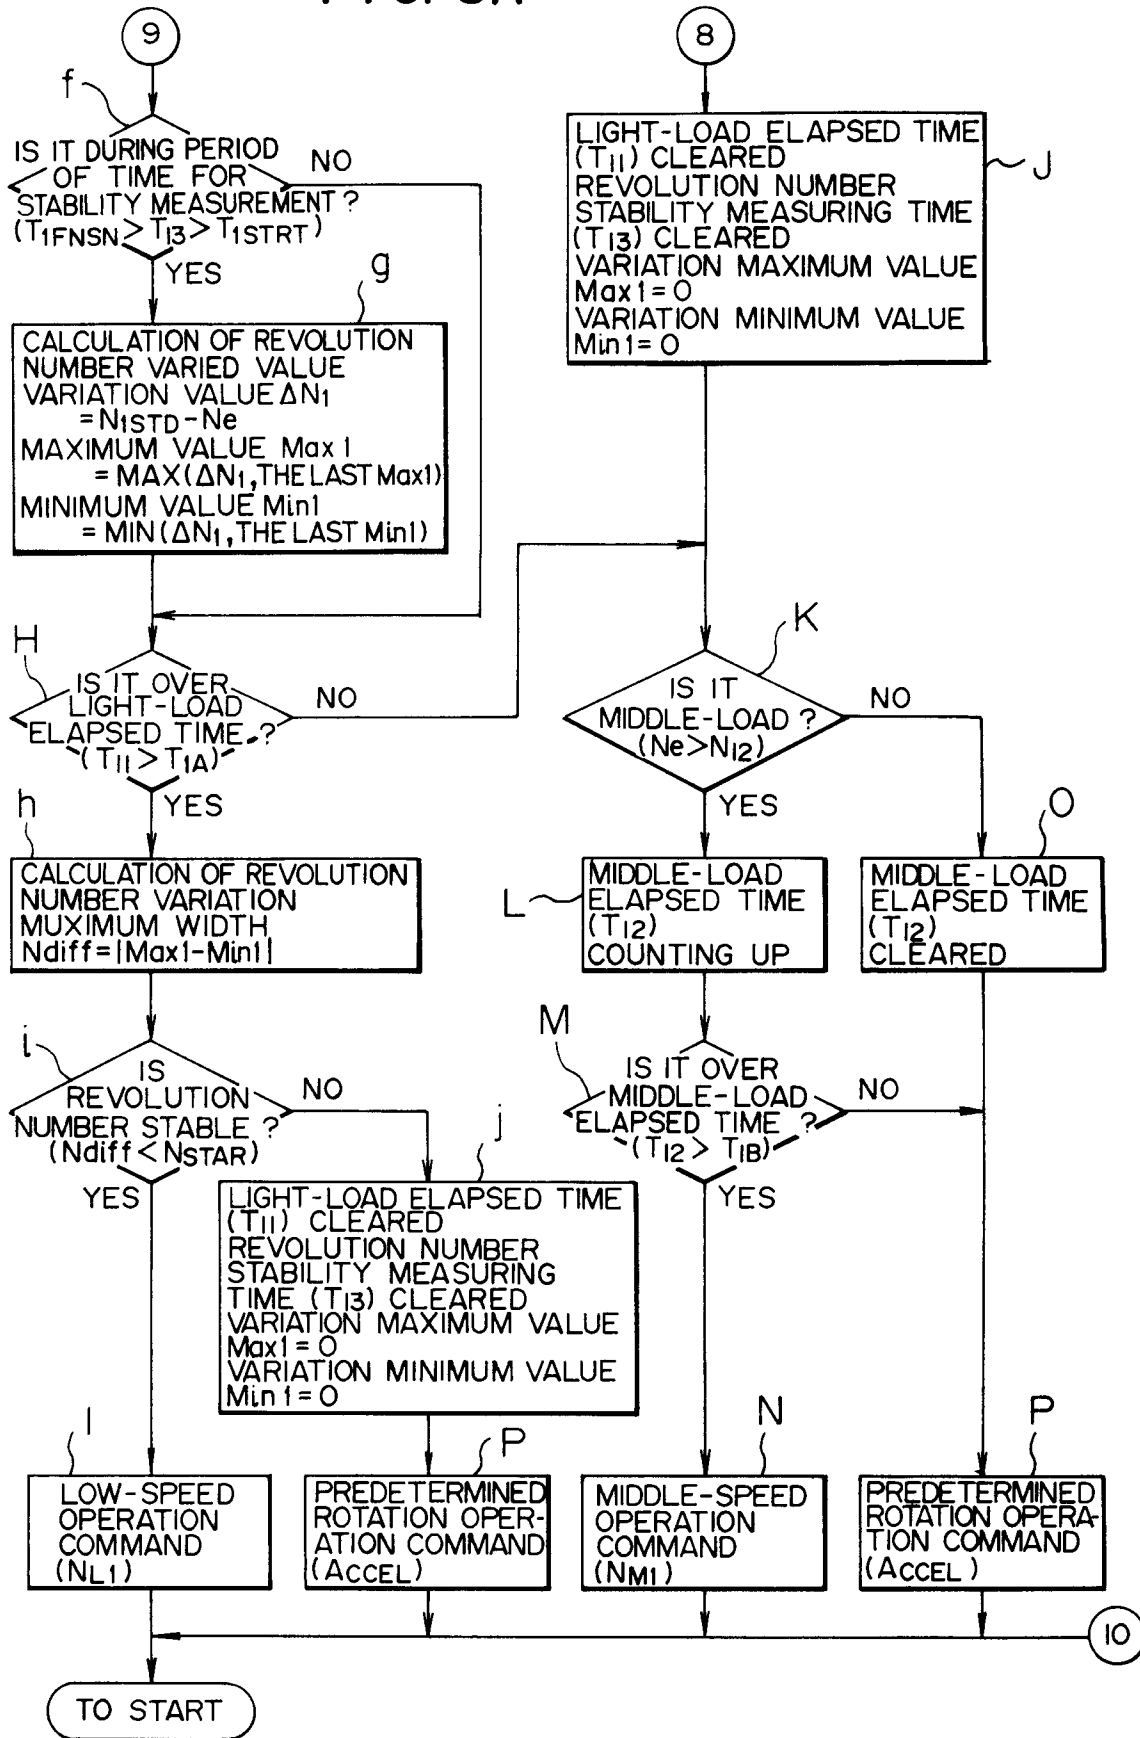 9
f
IS IT DURING PERIOD
OF TIME FOR
STABILITY MEASUREMENT ?
(T1FNSN > T13 > T1STRT)
NO
YES
g
CALCULATION OF REVOLUTION
NUMBER VARIED VALUE
VARIATION VALUE ΔN1
= N1STD - Ne
MAXIMUM VALUE Max 1
= MAX (ΔN1, THE LAST Max1)
MINIMUM VALUE Min1
= MIN (ΔN1, THE LAST Min1)
H
IS IT OVER
LIGHT-LOAD
ELAPSED TIME ?
(T11 > T1A)
NO
YES
h
CALCULATION OF REVOLUTION
NUMBER VARIATION
MUXIMUM WIDTH
Ndiff = |Max1-Min1|
i
IS
REVOLUTION
NUMBER STABLE ?
(Ndiff < NSTAR)
NO
YES
j
LIGHT-LOAD ELAPSED TIME
(T11) CLEARED
REVOLUTION NUMBER
STABILITY MEASURING
TIME (T13) CLEARED
VARIATION MAXIMUM VALUE
Max1 = 0
VARIATION MINIMUM VALUE
Min 1 = 0
I
LOW-SPEED
OPERATION
COMMAND
(NL1)
P
PREDETERMINED
ROTATION OPER-
ATION COMMAND
(ACCEL)
8
J
LIGHT-LOAD ELAPSED TIME
(T11) CLEARED
REVOLUTION NUMBER
STABILITY MEASURING TIME
(T13) CLEARED
VARIATION MAXIMUM VALUE
Max 1 = 0
VARIATION MINIMUM VALUE
Min 1 = 0
K
IS IT
MIDDLE-LOAD ?
(Ne > N12)
NO
YES
L
MIDDLE-LOAD
ELAPSED TIME
(T12)
COUNTING UP
O
MIDDLE-LOAD
ELAPSED TIME
(T12)
CLEARED
M
IS IT OVER
MIDDLE-LOAD
ELAPSED TIME ?
(T12 > T1B)
NO
YES
N
MIDDLE-SPEED
OPERATION
COMMAND
(NM1)
P
PREDETERMINED
ROTATION OPERA-
TION COMMAND
(ACCEL)
10
TO START